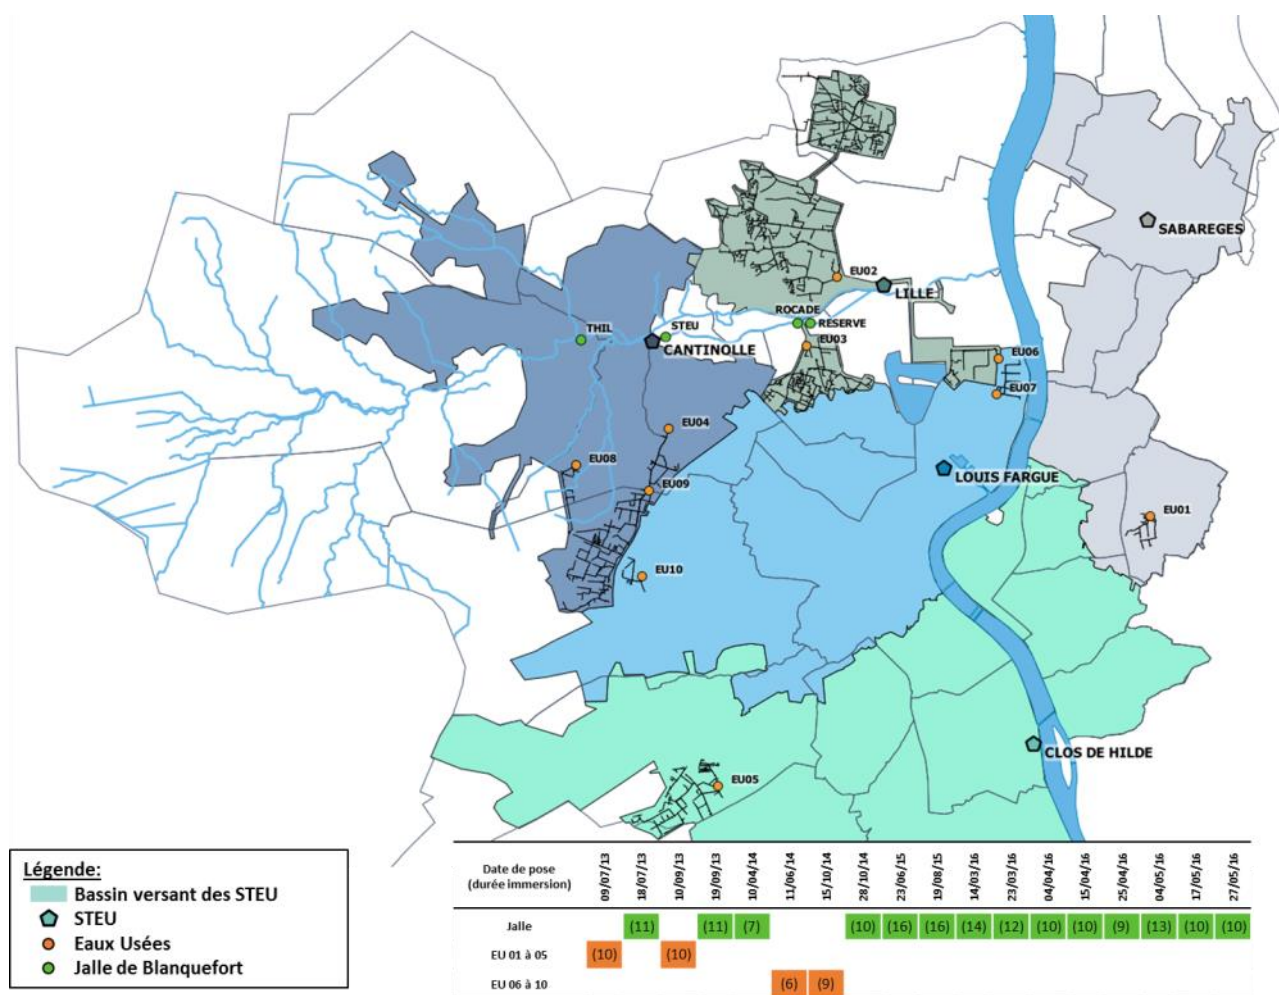 SABAREGES
EU02
LILLE
ROCADE
RESERVE
THIL
STEU
CANTINOLLE
EU03
EU06
EU07
EU04
EU08
LOUIS FARGUE
EU09
EU01
EU10
CLOS DE HILDE
EU05
Légende:
Bassin versant des STEU
STEU
Eaux Usées
Jalle de Blanquefort
Date de pose
(durée immersion)
09/07/13 18/07/13 10/09/13 19/09/13 10/04/14 11/06/14 15/10/14 28/10/14 23/06/15 19/08/15 14/03/16 23/03/16 04/04/16 15/04/16 25/04/16 04/05/16 17/05/16 27/05/16
Jalle (11) (11) (7) (10) (16) (16) (14) (12) (10) (10) (9) (13) (10) (10)
EU 01 à 05 (10) (10)
EU 06 à 10 (6) (9)